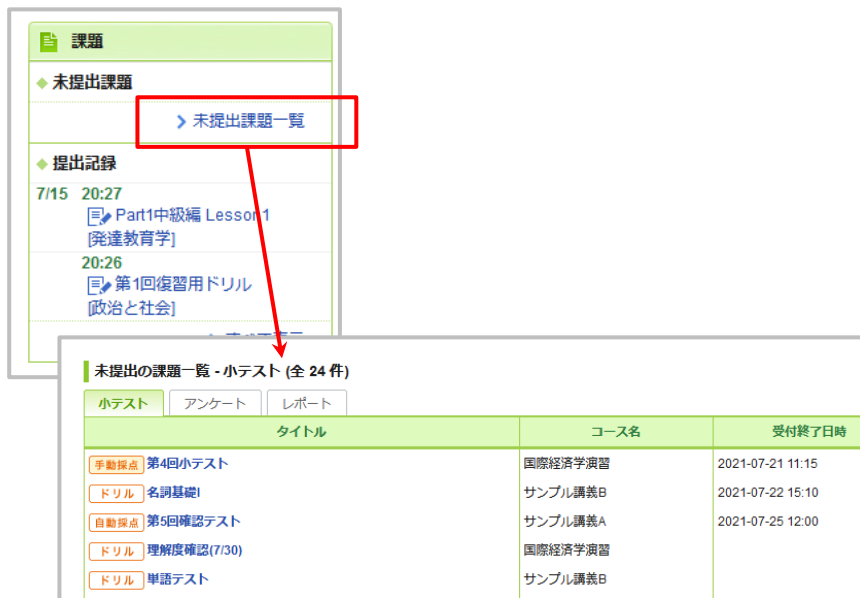 課題
未提出課題
未提出課題一覧
提出記録
7/15 20:27
Part1中級編 Lesson1
[発達教育学]
20:26
第1回復習用ドリル
[政治と社会]
未提出の課題一覧 - 小テスト (全 24 件)
小テスト アンケート レポート
タイトル コース名 受付終了日時
手動採点 第4回小テスト 国際経済学演習 2021-07-21 11:15
ドリル 名詞基礎I サンプル講義B 2021-07-22 15:10
自動採点 第5回確認テスト サンプル講義A 2021-07-25 12:00
ドリル 理解度確認(7/30) 国際経済学演習
ドリル 単語テスト サンプル講義B